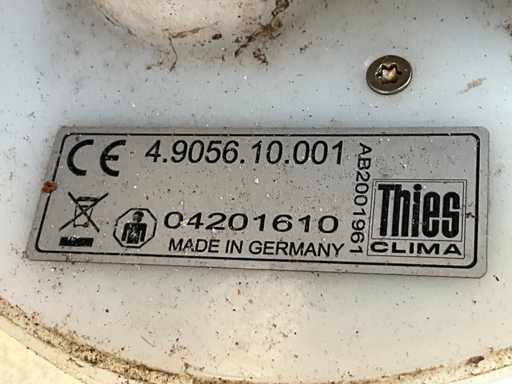 CE 4.9056.10.001
AB2001961
04201610
MADE IN GERMANY
Thies
CLIMA